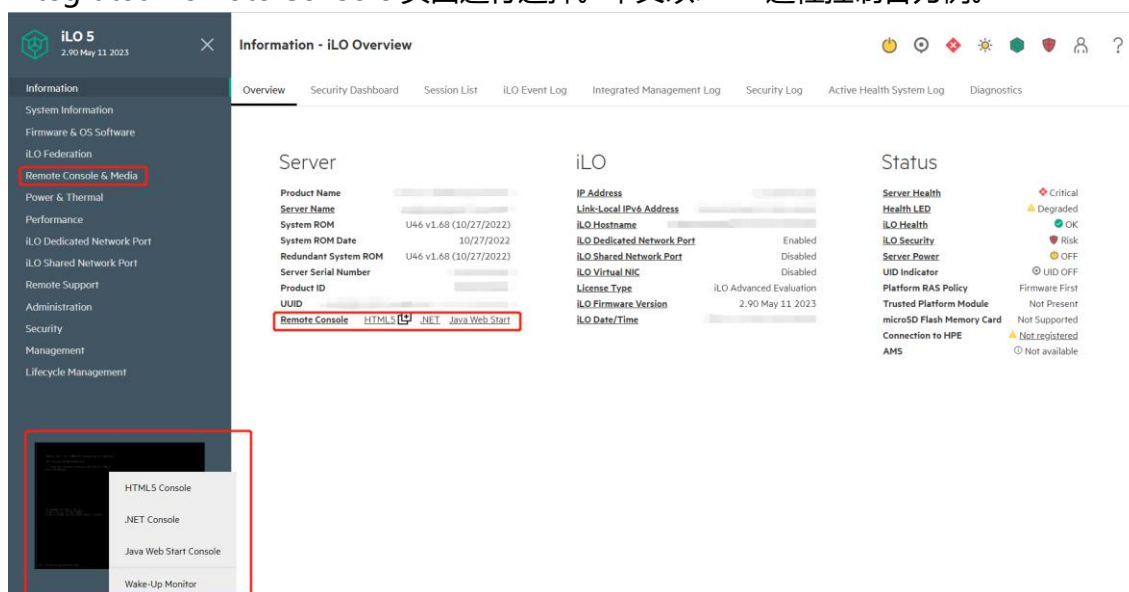 iLO 5
2.90 May 11 2023
Information - iLO Overview
Information
System Information
Firmware & OS Software
iLO Federation
Remote Console & Media
Power & Thermal
Performance
iLO Dedicated Network Port
iLO Shared Network Port
Remote Support
Administration
Security
Management
Lifecycle Management
Overview Security Dashboard Session List iLO Event Log Integrated Management Log Security Log Active Health System Log Diagnostics
Server
Product Name
Server Name
System ROM U46 v1.68 (10/27/2022)
System ROM Date 10/27/2022
Redundant System ROM U46 v1.68 (10/27/2022)
Server Serial Number
Product ID
UUID
Remote Console HTML5 .NET Java Web Start
iLO
IP Address
Link-Local IPv6 Address
iLO Hostname
iLO Dedicated Network Port Enabled
iLO Shared Network Port Disabled
iLO Virtual NIC Disabled
License Type iLO Advanced Evaluation
iLO Firmware Version 2.90 May 11 2023
iLO Date/Time
Status
Server Health Critical
Health LED Degraded
iLO Health OK
iLO Security Risk
Server Power OFF
UID Indicator UID OFF
Platform RAS Policy Firmware First
Trusted Platform Module Not Present
microSD Flash Memory Card Not Supported
Connection to HPE Not registered
AMS Not available
HTML5 Console
.NET Console
Java Web Start Console
Wake-Up Monitor